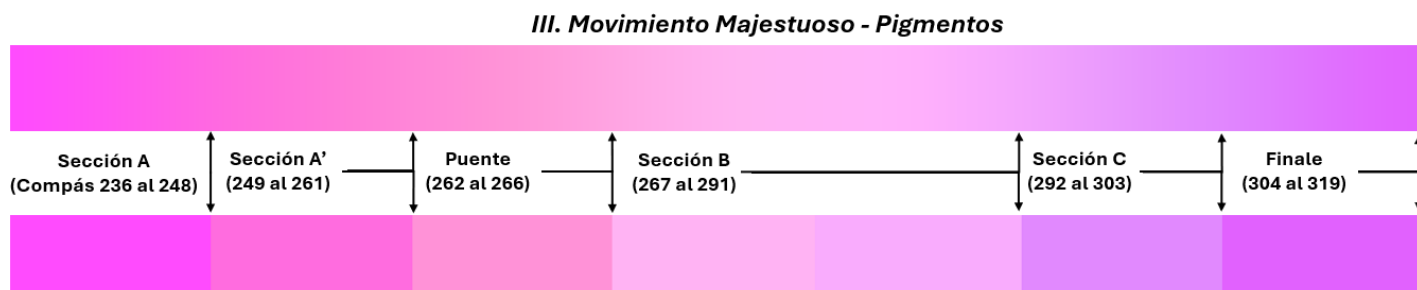 III. Movimiento Majestuoso - Pigmentos
Sección A
(Compás 236 al 248)
Sección A’
(249 al 261)
Puente
(262 al 266)
Sección B
(267 al 291)
Sección C
(292 al 303)
Finale
(304 al 319)